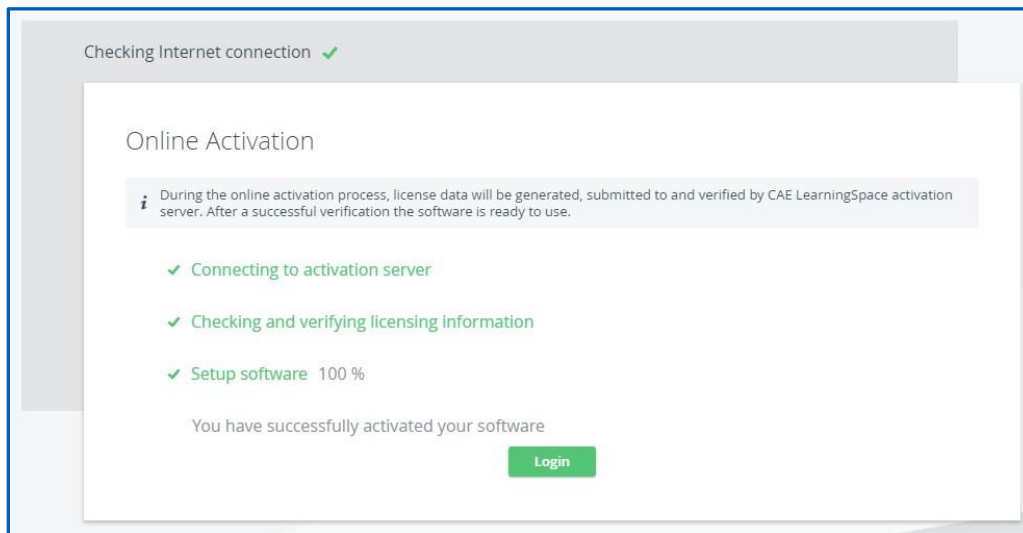 Checking Internet connection
Online Activation
During the online activation process, license data will be generated, submitted to and verified by CAE LearningSpace activation
server. After a successful verification the software is ready to use.
Connecting to activation server
Checking and verifying licensing information
Setup software 100 %
You have successfully activated your software
Login